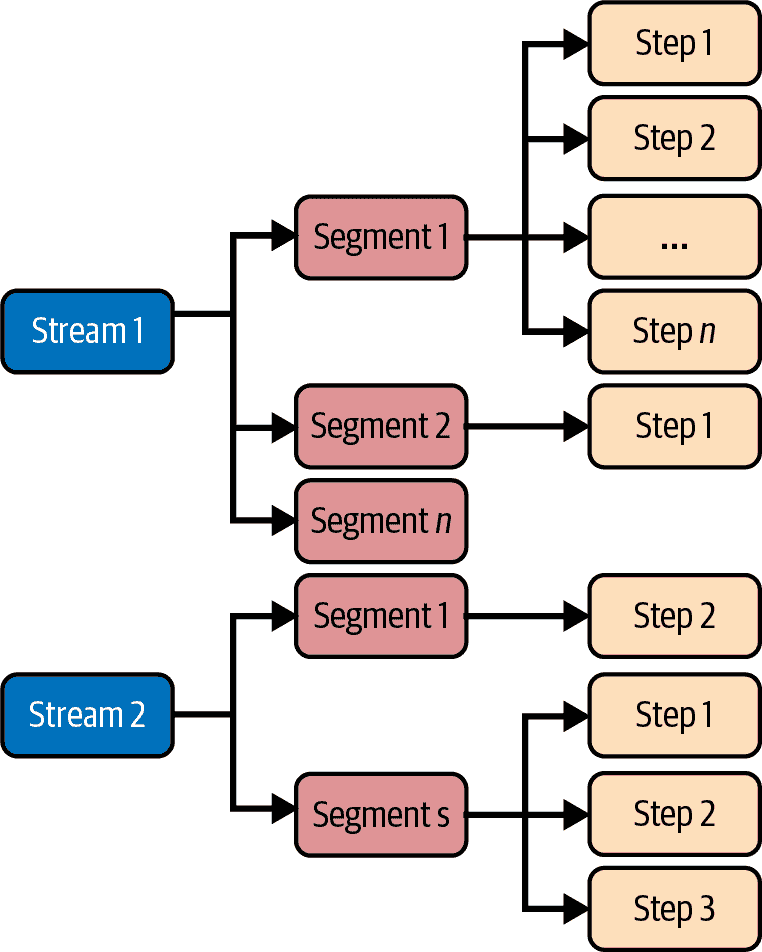 Step 1
Step 2
Segment 1
...
Stream 1
Step n
Segment 2
Step 1
Segment n
Segment 1
Step 2
Stream 2
Step 1
Segment s
Step 2
Step 3